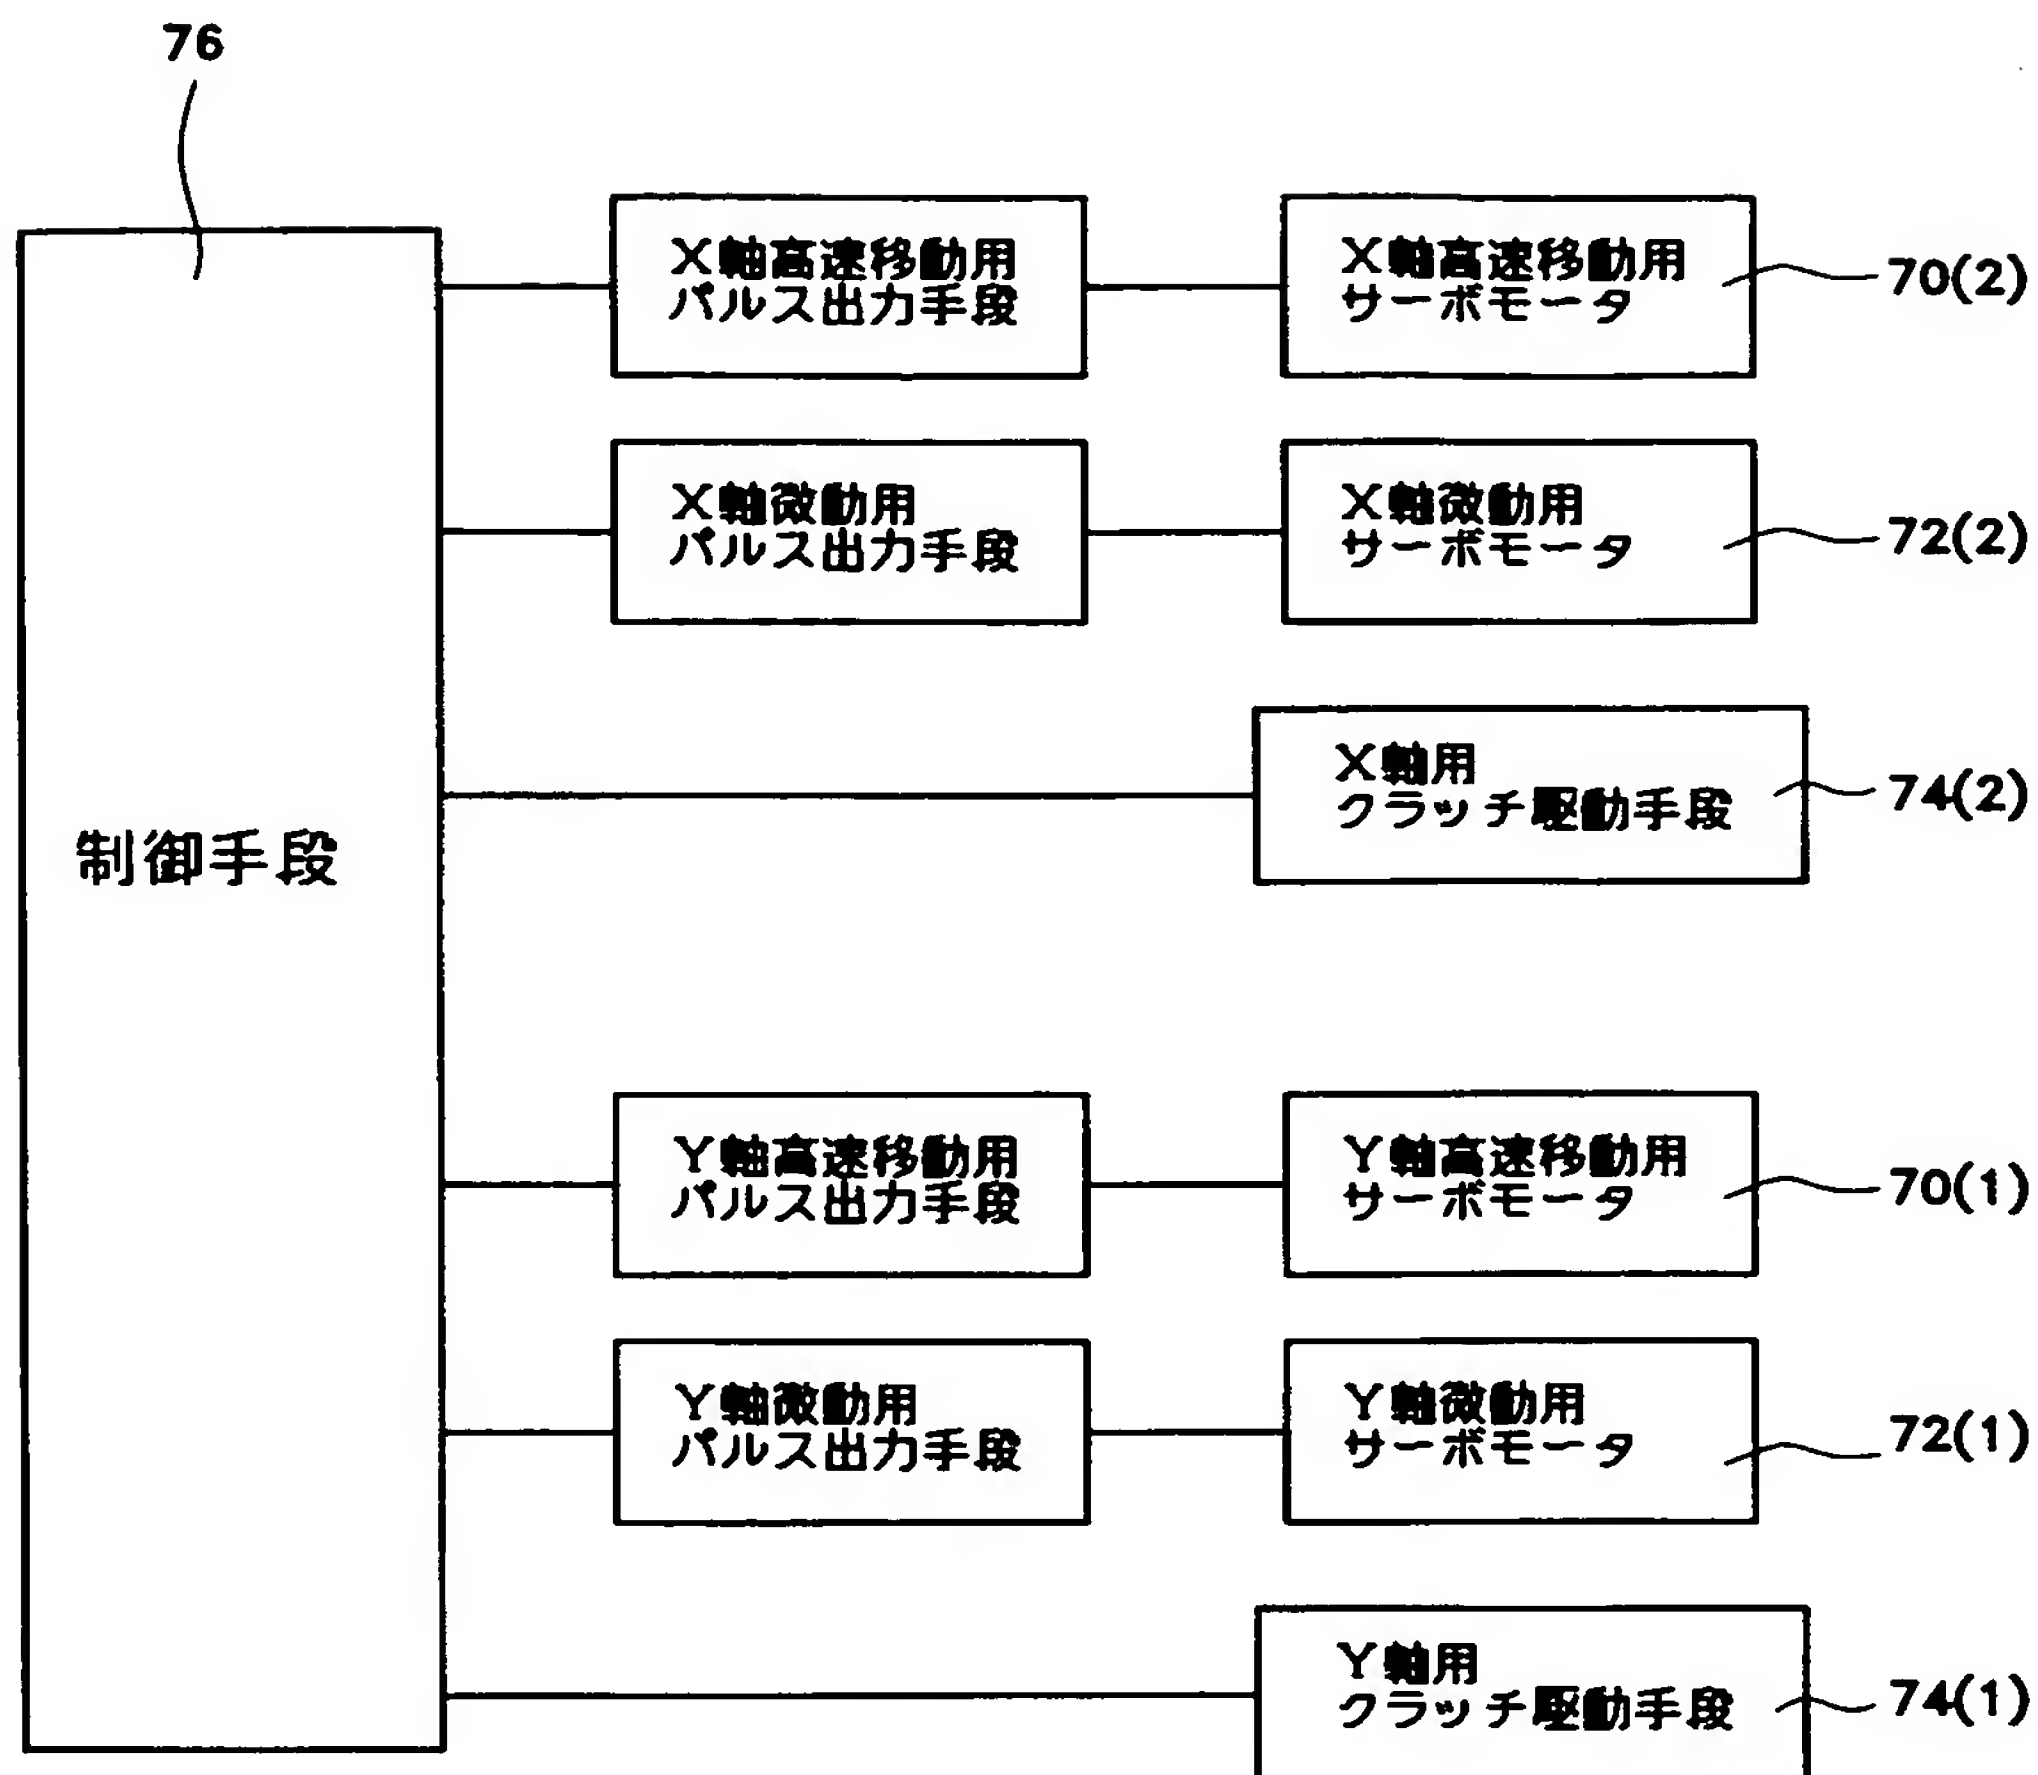 76
制御手段
X軸高速移動用
パルス出力手段
X軸高速移動用
サーボモータ
70(2)
X軸微動用
パルス出力手段
X軸微動用
サーボモータ
72(2)
X軸用
クラッチ駆動手段
74(2)
Y軸高速移動用
パルス出力手段
Y軸高速移動用
サーボモータ
70(1)
Y軸微動用
パルス出力手段
Y軸微動用
サーボモータ
72(1)
Y軸用
クラッチ駆動手段
74(1)